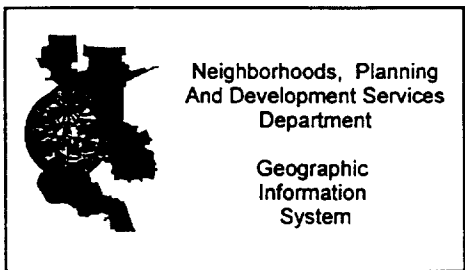 Neighborhoods, Planning
And Development Services
Department
Geographic
Information
System